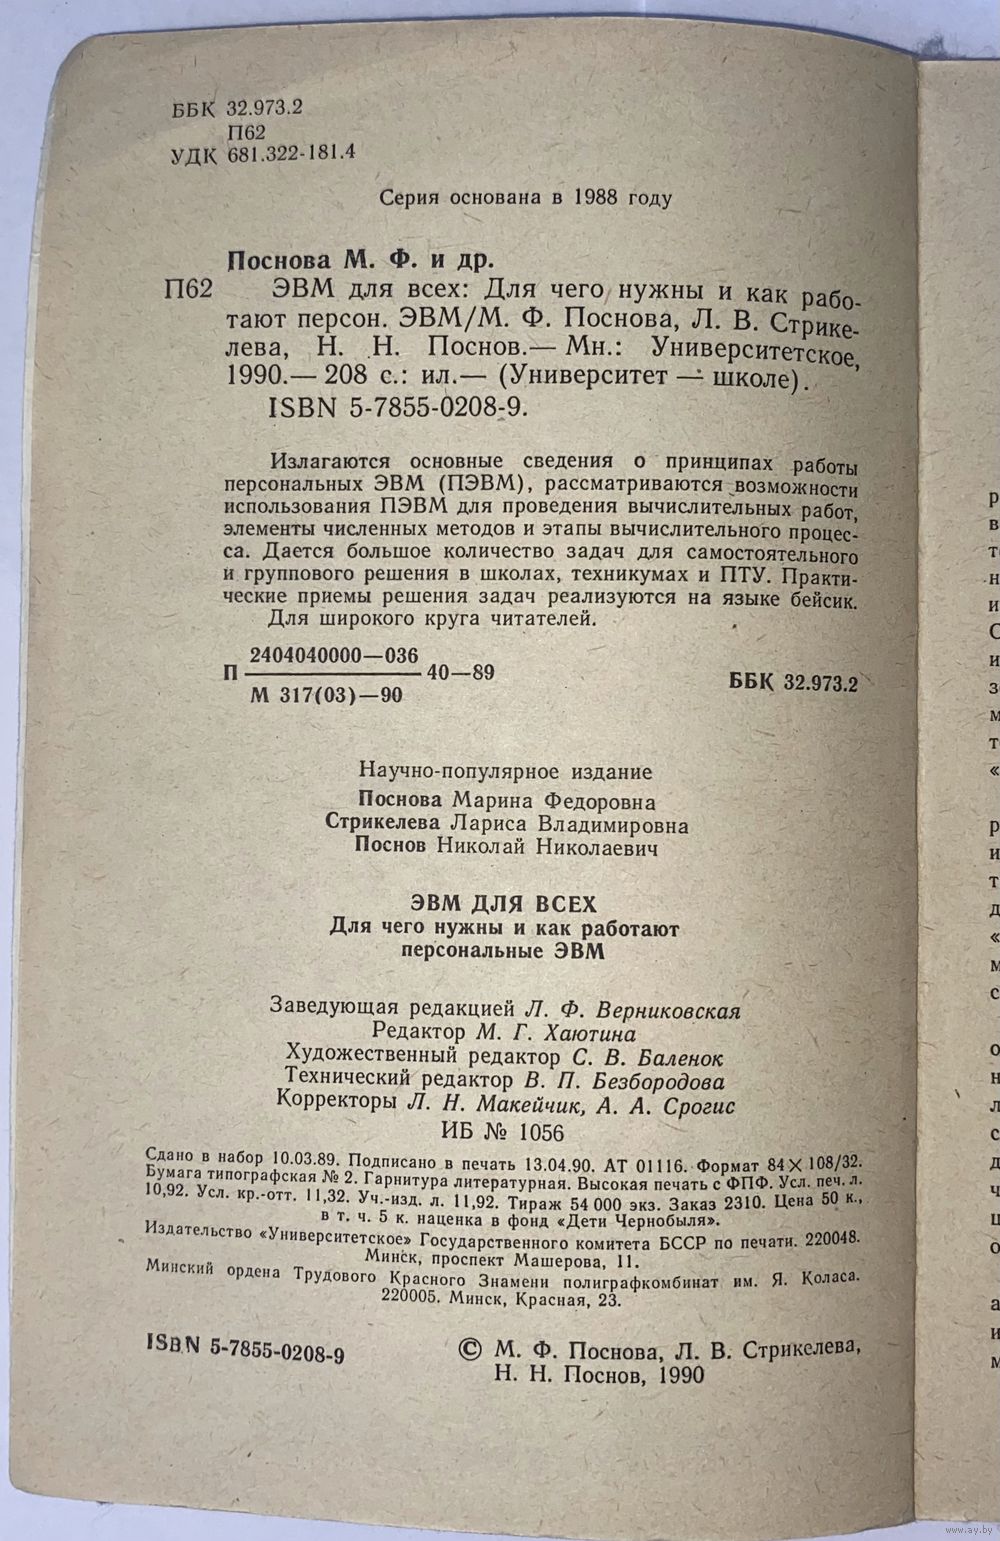 ББК 32.973.2
П62
УДК 681.322-181.4
Серия основана в 1988 году
Поснова М. Ф. и др.
П62 ЭВМ для всех: Для чего нужны и как рабо-
тают персон. ЭВМ/М. Ф. Поснова, Л. В. Стрике-
лева, Н. Н. Поснов.— Мн.: Университетское,
1990.— 208 с.: ил.— (Университет — школе).
ISBN 5-7855-0208-9.
Излагаются основные сведения о принципах работы
персональных ЭВМ (ПЭВМ), рассматриваются возможности
использования ПЭВМ для проведения вычислительных работ,
элементы численных методов и этапы вычислительного процес-
са. Дается большое количество задач для самостоятельного
и группового решения в школах, техникумах и ПТУ. Практи-
ческие приемы решения задач реализуются на языке бейсик.
Для широкого круга читателей.
2404040000—036
П 40—89
М 317(03)—90
ББК 32.973.2
Научно-популярное издание
Поснова Марина Федоровна
Стрикелева Лариса Владимировна
Поснов Николай Николаевич
ЭВМ ДЛЯ ВСЕХ
Для чего нужны и как работают
персональные ЭВМ
Заведующая редакцией Л. Ф. Верниковская
Редактор М. Г. Хаютина
Художественный редактор С. В. Баленок
Технический редактор В. П. Безбородова
Корректоры Л. Н. Макейчик, А. А. Срогис
ИБ № 1056
Сдано в набор 10.03.89. Подписано в печать 13.04.90. АТ 01116. Формат 84×108/32.
Бумага типографская № 2. Гарнитура литературная. Высокая печать с ФПФ. Усл. печ. л.
10,92. Усл. кр.-отт. 11,32. Уч.-изд. л. 11,92. Тираж 54 000 экз. Заказ 2310. Цена 50 к.,
в т. ч. 5 к. наценка в фонд «Дети Чернобыля».
Издательство «Университетское» Государственного комитета БССР по печати. 220048.
Минск, проспект Машерова, 11.
Минский ордена Трудового Красного Знамени полиграфкомбинат им. Я. Коласа.
220005. Минск, Красная, 23.
ISBN 5-7855-0208-9
© М. Ф. Поснова, Л. В. Стрикелева,
Н. Н. Поснов, 1990
www.ay.by